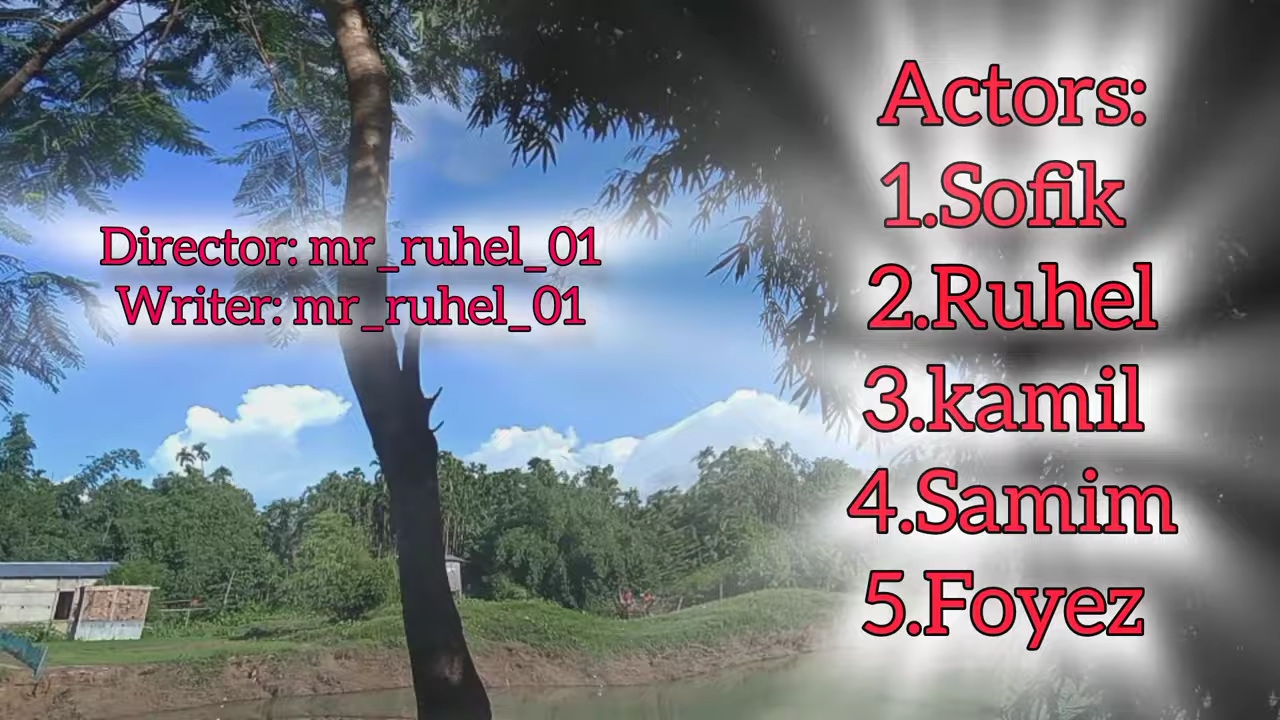 Director: mr_ruhel_01
Writer: mr_ruhel_01
Actors:
1.Sofik
2.Ruhel
3.kamil
4.Samim
5.Foyez